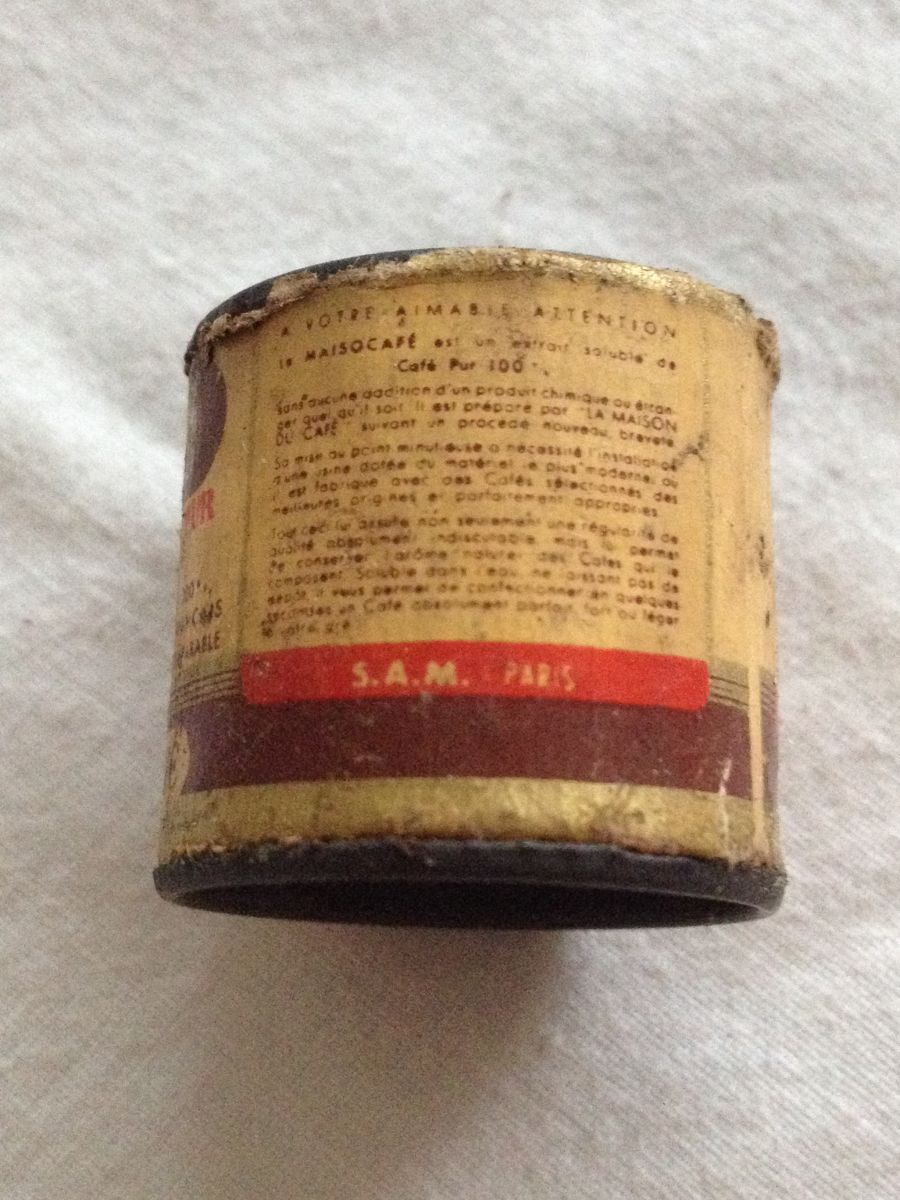 A VOTRE AIMABLE ATTENTION
Le MAISOCAFÉ est un extrait soluble de
Café Pur 100 %
Sans aucune addition d'un produit chimique ou étran-
ger quel qu'il soit. Il est préparé par "LA MAISON
DU CAFÉ" suivant un procédé nouveau, breveté
Sa mise au point minutieuse a nécessité l'installation
d'une usine dotée du matériel le plus moderne, où
il est fabriqué avec des Cafés sélectionnés des
meilleures origines et parfaitement appropriés.
Tout ceci lui assure non seulement une régularité de
qualité absolument indiscutable mais lui permet
de conserver l'arôme naturel des Cafés qui le
composent. Soluble dans l'eau, ne laissant pas de
dépôt, il vous permet de confectionner en quelques
secondes un Café absolument parfait, fort ou léger
à votre gré.
S.A.M. PARIS